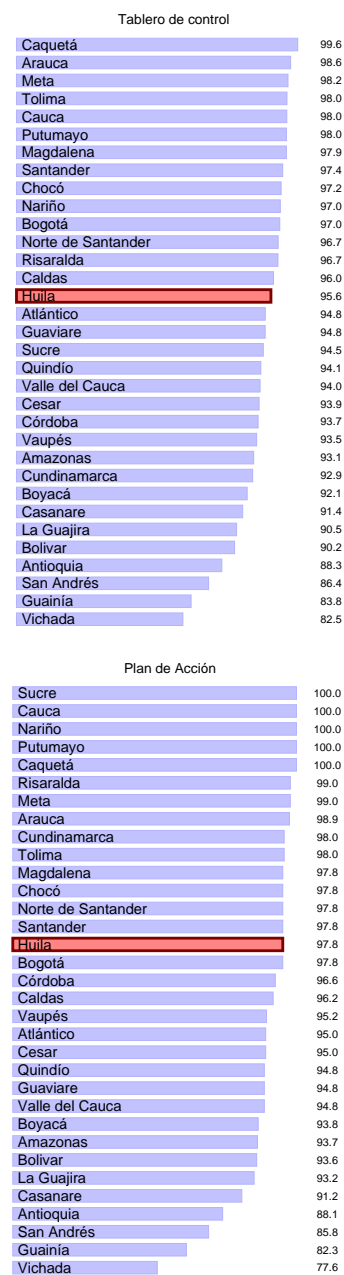 Tablero de control
Caquetá 99.6
Arauca 98.6
Meta 98.2
Tolima 98.0
Cauca 98.0
Putumayo 98.0
Magdalena 97.9
Santander 97.4
Chocó 97.2
Nariño 97.0
Bogotá 97.0
Norte de Santander 96.7
Risaralda 96.7
Caldas 96.0
Huila 95.6
Atlántico 94.8
Guaviare 94.8
Sucre 94.5
Quindío 94.1
Valle del Cauca 94.0
Cesar 93.9
Córdoba 93.7
Vaupés 93.5
Amazonas 93.1
Cundinamarca 92.9
Boyacá 92.1
Casanare 91.4
La Guajira 90.5
Bolivar 90.2
Antioquia 88.3
San Andrés 86.4
Guainía 83.8
Vichada 82.5
Plan de Acción
Sucre 100.0
Cauca 100.0
Nariño 100.0
Putumayo 100.0
Caquetá 100.0
Risaralda 99.0
Meta 99.0
Arauca 98.9
Cundinamarca 98.0
Tolima 98.0
Magdalena 97.8
Chocó 97.8
Norte de Santander 97.8
Santander 97.8
Huila 97.8
Bogotá 97.8
Córdoba 96.6
Caldas 96.2
Vaupés 95.2
Atlántico 95.0
Cesar 95.0
Quindío 94.8
Guaviare 94.8
Valle del Cauca 94.8
Boyacá 93.8
Amazonas 93.7
Bolivar 93.6
La Guajira 93.2
Casanare 91.2
Antioquia 88.1
San Andrés 85.8
Guainía 82.3
Vichada 77.6